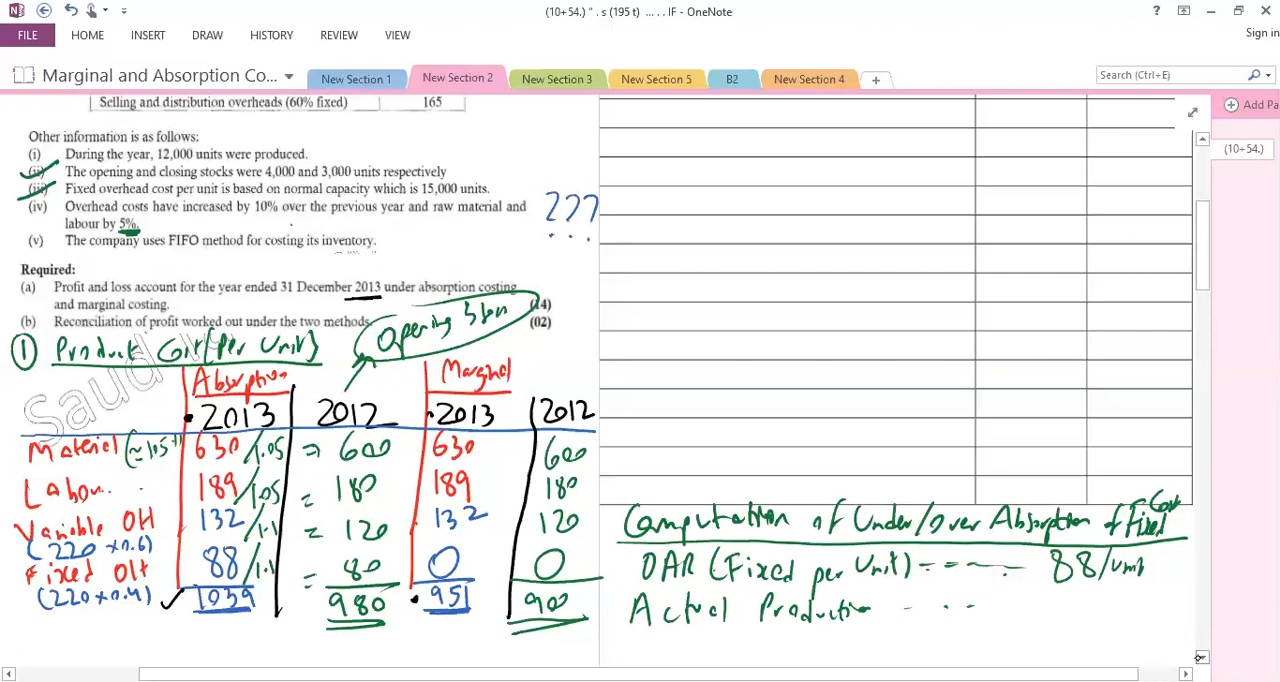 (10+54.) " . s (195 t) ... . . IF - OneNote
Sign in
FILE HOME INSERT DRAW HISTORY REVIEW VIEW
Marginal and Absorption Co...
New Section 1 New Section 2 New Section 3 New Section 5 B2 New Section 4
Search (Ctrl+E)
Add Pa
(10+54.)
Selling and distribution overheads (60% fixed) 165
Other information is as follows:
(i) During the year, 12,000 units were produced.
(ii) The opening and closing stocks were 4,000 and 3,000 units respectively
(iii) Fixed overhead cost per unit is based on normal capacity which is 15,000 units.
(iv) Overhead costs have increased by 10% over the previous year and raw material and
labour by 5%.
(v) The company uses FIFO method for costing its inventory.
???
Required:
(a) Profit and loss account for the year ended 31 December 2013 under absorption costing
and marginal costing. (14)
(b) Reconciliation of profit worked out under the two methods. (02)
Opening
① Product Cost (Per Unit)
Saud
Absorption Marginal
2013 2012 2013 2012
Material 630 /1.05 = 600 630 600
Labour 189 /1.05 = 180 189 180
Variable OH 132 /1.1 = 120 132 120
(220 × 0.6)
Fixed OH 88 /1.1 = 80 0 0
(220 × 0.4) 1039 980 951 900
Computation of Under/Over Absorption of Fixed Cost
OAR (Fixed per Unit) 88/unit
Actual Production